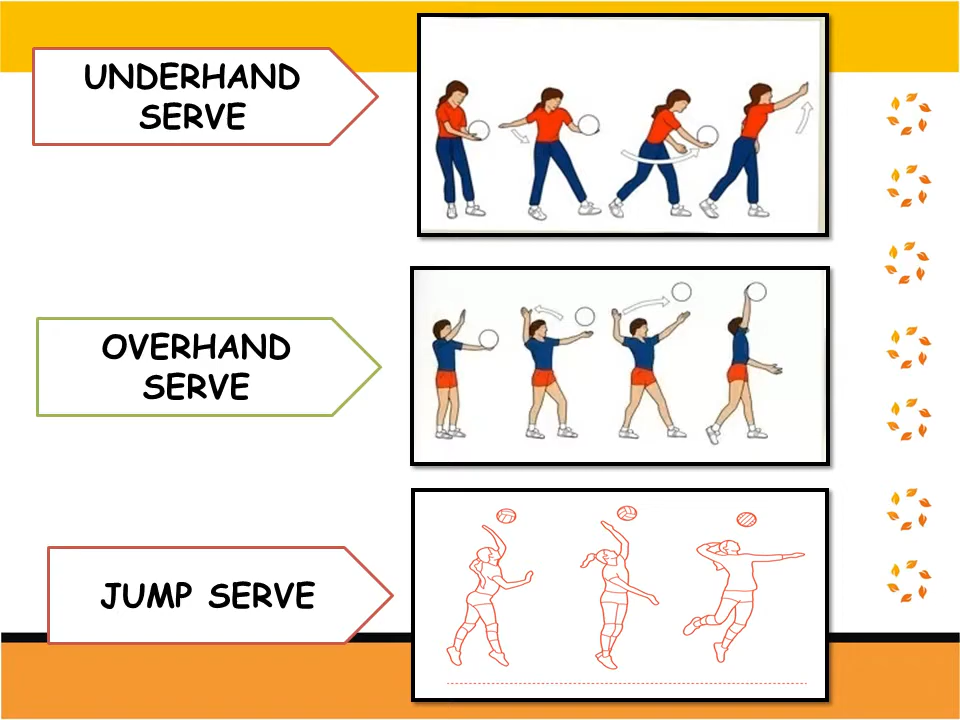 UNDERHAND
SERVE
OVERHAND
SERVE
JUMP SERVE